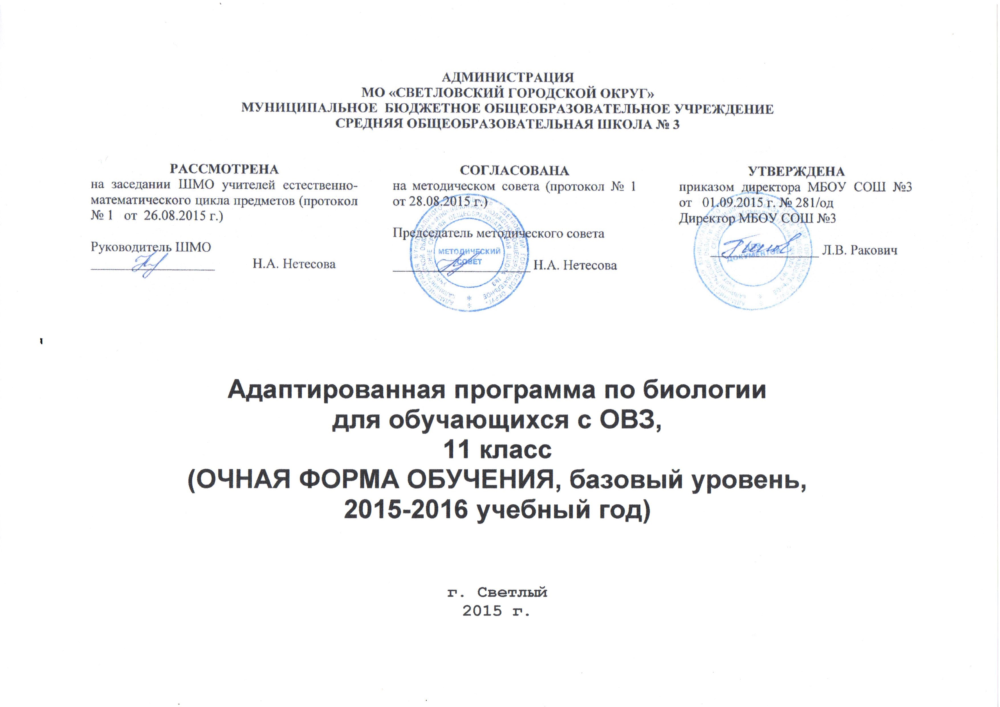 АДМИНИСТРАЦИЯ
МО «СВЕТЛОВСКИЙ ГОРОДСКОЙ ОКРУГ»
МУНИЦИПАЛЬНОЕ БЮДЖЕТНОЕ ОБЩЕОБРАЗОВАТЕЛЬНОЕ УЧРЕЖДЕНИЕ
СРЕДНЯЯ ОБЩЕОБРАЗОВАТЕЛЬНАЯ ШКОЛА № 3
РАССМОТРЕНА
на заседании ШМО учителей естественно-
математического цикла предметов (протокол
№ 1 от 26.08.2015 г.)
Руководитель ШМО
Н.А. Нетесова
СОГЛАСОВАНА
на методическом совета (протокол № 1
от 28.08.2015 г.)
Председатель методического совета
МЕТОДИЧЕСКИЙ
СОВЕТ
Н.А. Нетесова
УТВЕРЖДЕНА
приказом директора МБОУ СОШ №3
от 01.09.2015 г. № 281/од
Директор МБОУ СОШ №3
ДЛЯ
ДОКУМЕНТОВ
Л.В. Ракович
Адаптированная программа по биологии
для обучающихся с ОВЗ,
11 класс
(ОЧНАЯ ФОРМА ОБУЧЕНИЯ, базовый уровень,
2015-2016 учебный год)
г. Светлый
2015 г.